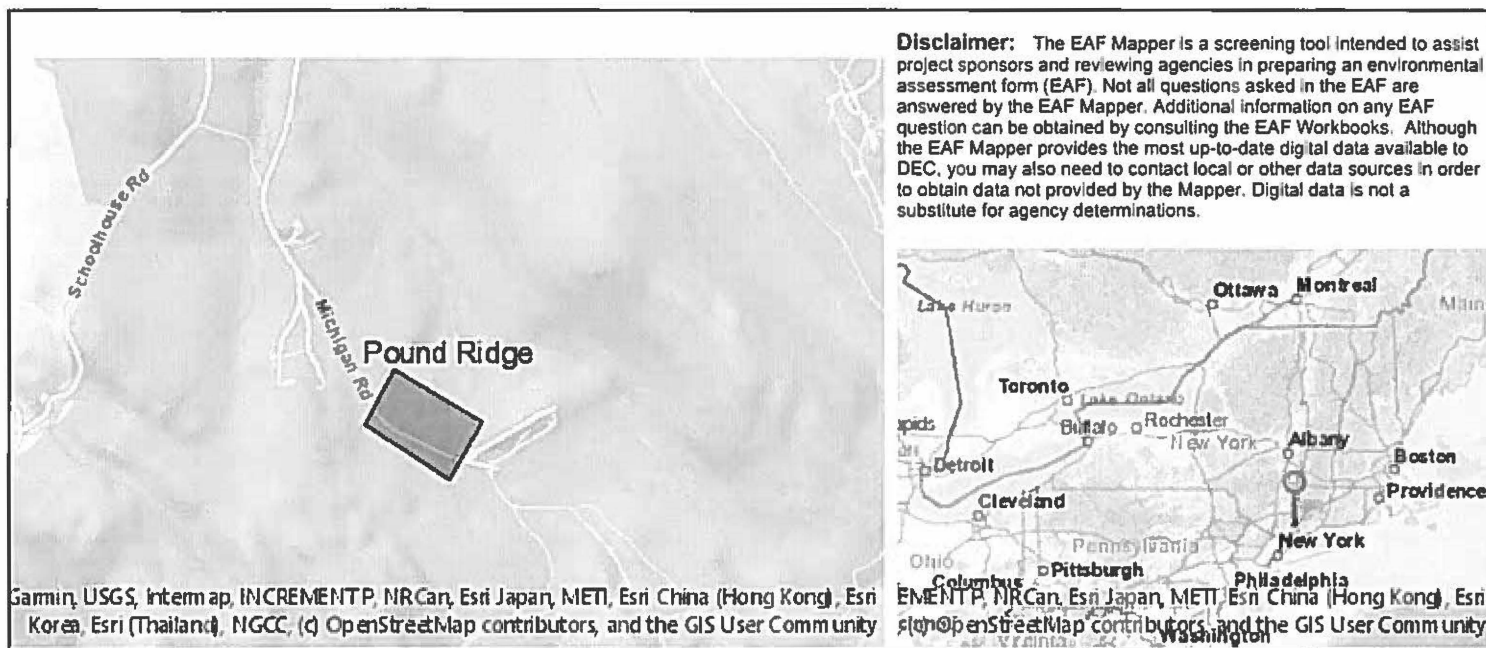 Disclaimer: The EAF Mapper is a screening tool intended to assist
project sponsors and reviewing agencies in preparing an environmental
assessment form (EAF). Not all questions asked in the EAF are
answered by the EAF Mapper. Additional information on any EAF
question can be obtained by consulting the EAF Workbooks. Although
the EAF Mapper provides the most up-to-date digital data available to
DEC, you may also need to contact local or other data sources in order
to obtain data not provided by the Mapper. Digital data is not a
substitute for agency determinations.
Schoolhouse Rd
Michigan Rd
Pound Ridge
Garmin, USGS, Intermap, INCREMENT P, NRCan, Esri Japan, METI, Esri China (Hong Kong), Esri
Korea, Esri (Thailand), NGCC, (c) OpenStreetMap contributors, and the GIS User Community
Ottawa
Montreal
Lake Huron
Main
Toronto
Lake Ontario
Rochester
apids
Buffalo
New York
Albany
Detroit
Boston
Providence
Cleveland
New York
Pennsylvania
Ohio
Pittsburgh
Columbus
Philadelphia
EMENT P, NRCan, Esri Japan, METI, Esri China (Hong Kong), Esri
(c) OpenStreetMap contributors, and the GIS User Community
Virginia
Washington